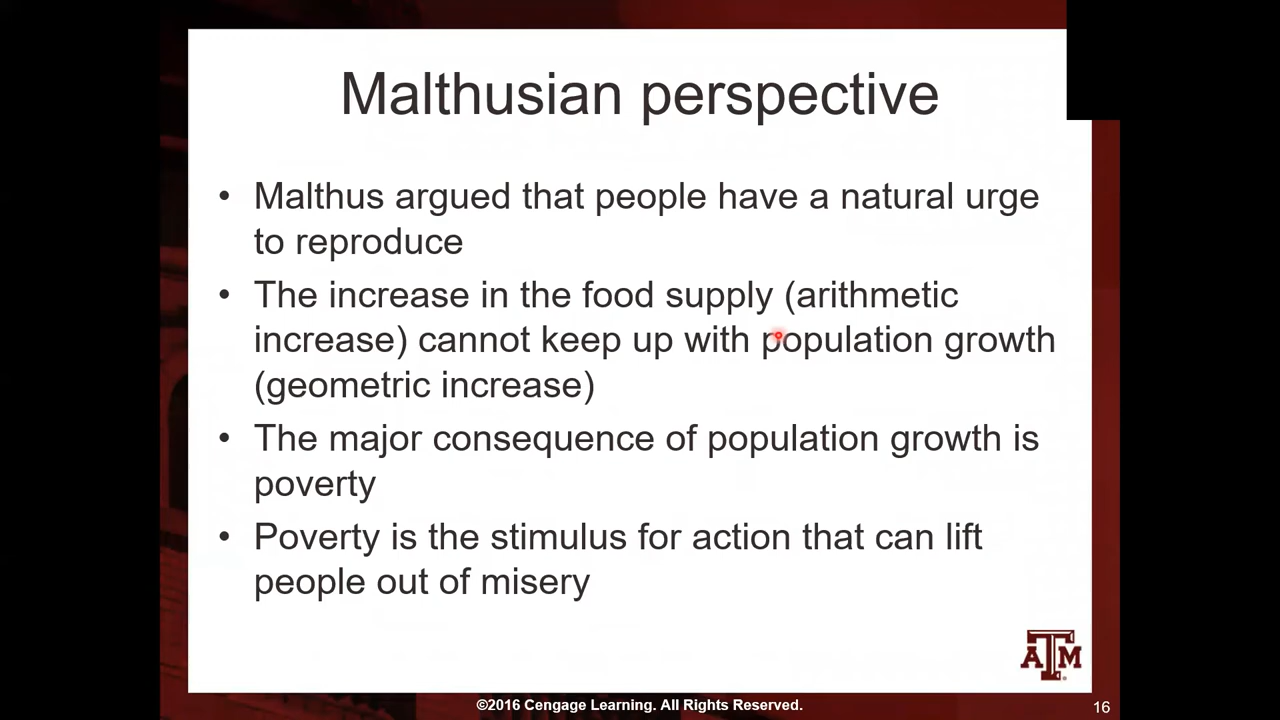 Malthusian perspective
• Malthus argued that people have a natural urge
to reproduce
• The increase in the food supply (arithmetic
increase) cannot keep up with population growth
(geometric increase)
• The major consequence of population growth is
poverty
• Poverty is the stimulus for action that can lift
people out of misery
ATM
©2016 Cengage Learning. All Rights Reserved.
16